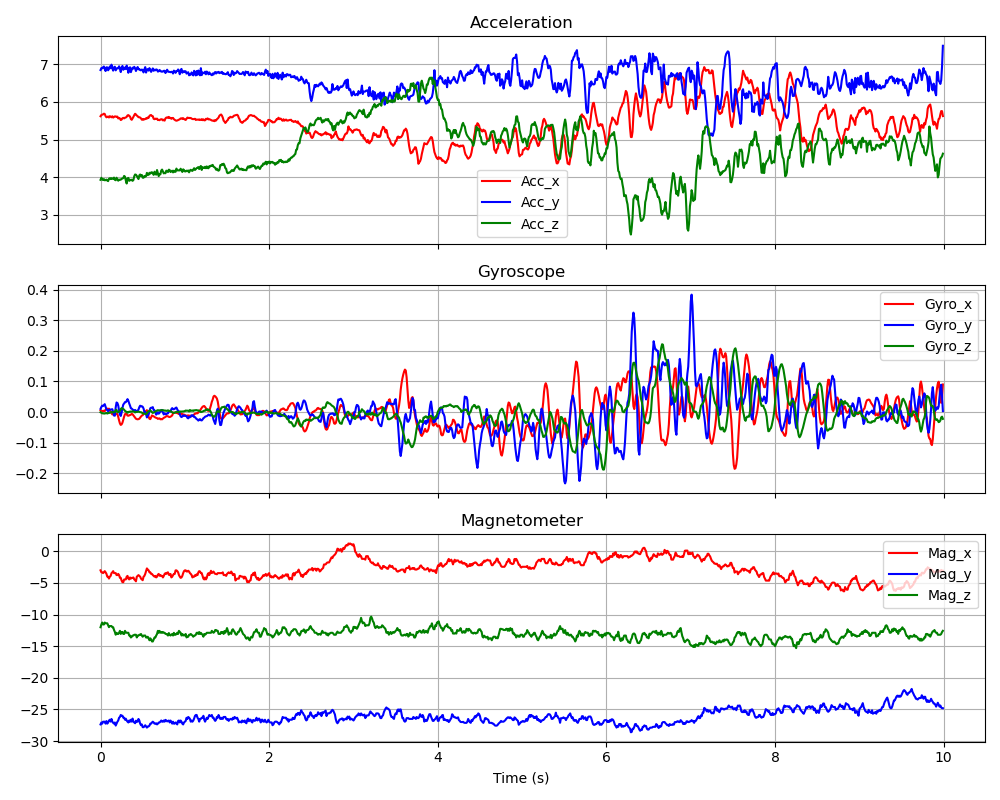 Acceleration
7
6
5
4
3
Acc_x
Acc_y
Acc_z
Gyroscope
0.4
0.3
0.2
0.1
0.0
−0.1
−0.2
Gyro_x
Gyro_y
Gyro_z
Magnetometer
0
−5
−10
−15
−20
−25
−30
Mag_x
Mag_y
Mag_z
0 2 4 6 8 10
Time (s)